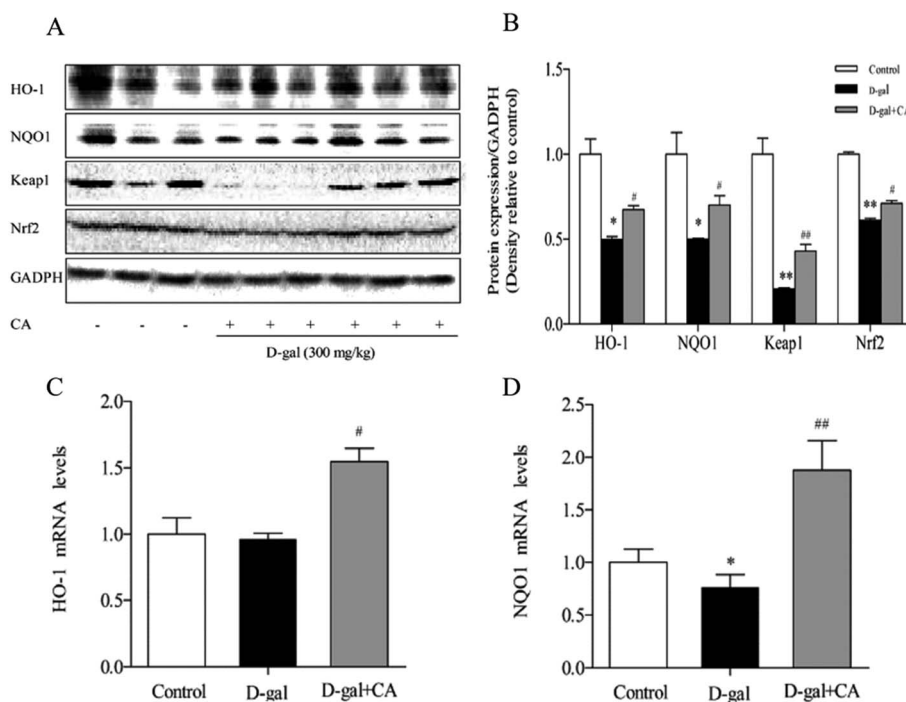 A
HO-1
NQO1
Keap1
Nrf2
GADPH
CA - - - + + + + + +
D-gal (300 mg/kg)
B
Protein expression/GADPH
(Density relative to control)
1.5
1.0
0.5
0.0
Control
D-gal
D-gal+CA
* # * # ** ## ** #
HO-1 NQO1 Keap1 Nrf2
C
HO-1 mRNA levels
2.0
1.5
1.0
0.5
0.0
#
Control D-gal D-gal+CA
D
NQO1 mRNA levels
2.5
2.0
1.5
1.0
0.5
0.0
* ##
Control D-gal D-gal+CA